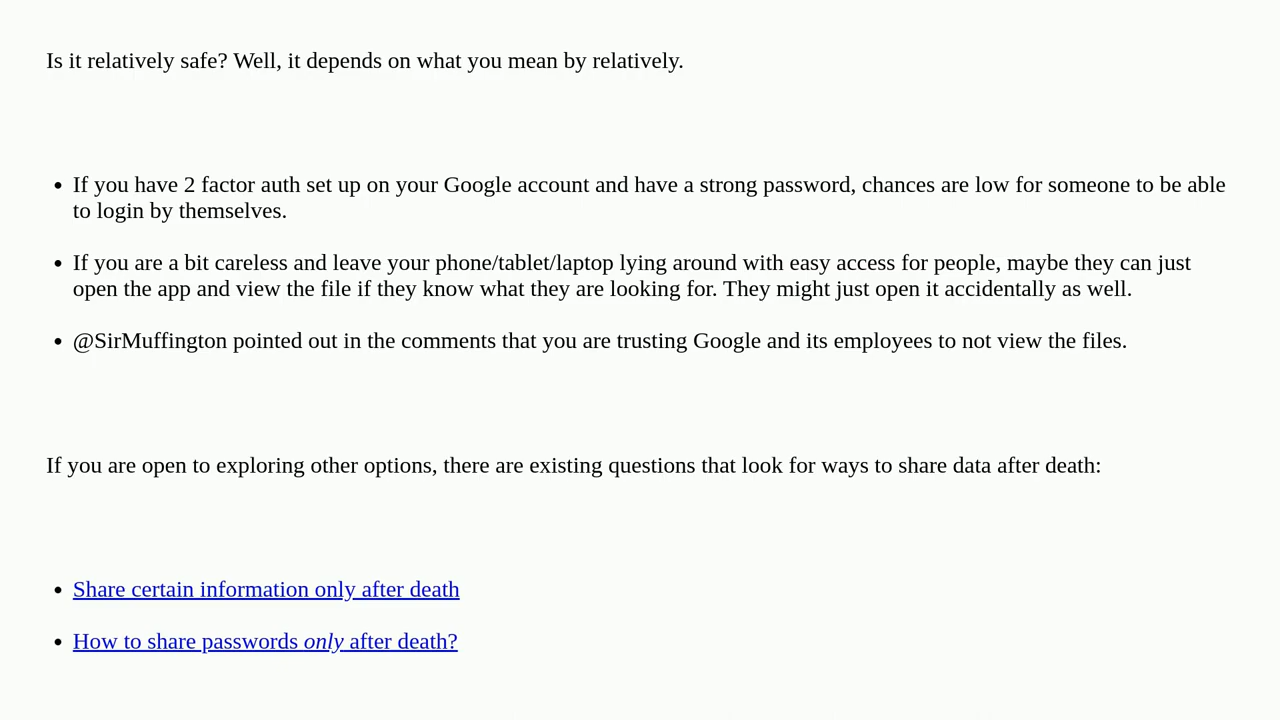 Is it relatively safe? Well, it depends on what you mean by relatively.
If you have 2 factor auth set up on your Google account and have a strong password, chances are low for someone to be able
to login by themselves.
If you are a bit careless and leave your phone/tablet/laptop lying around with easy access for people, maybe they can just
open the app and view the file if they know what they are looking for. They might just open it accidentally as well.
@SirMuffington pointed out in the comments that you are trusting Google and its employees to not view the files.
If you are open to exploring other options, there are existing questions that look for ways to share data after death:
Share certain information only after death
How to share passwords only after death?